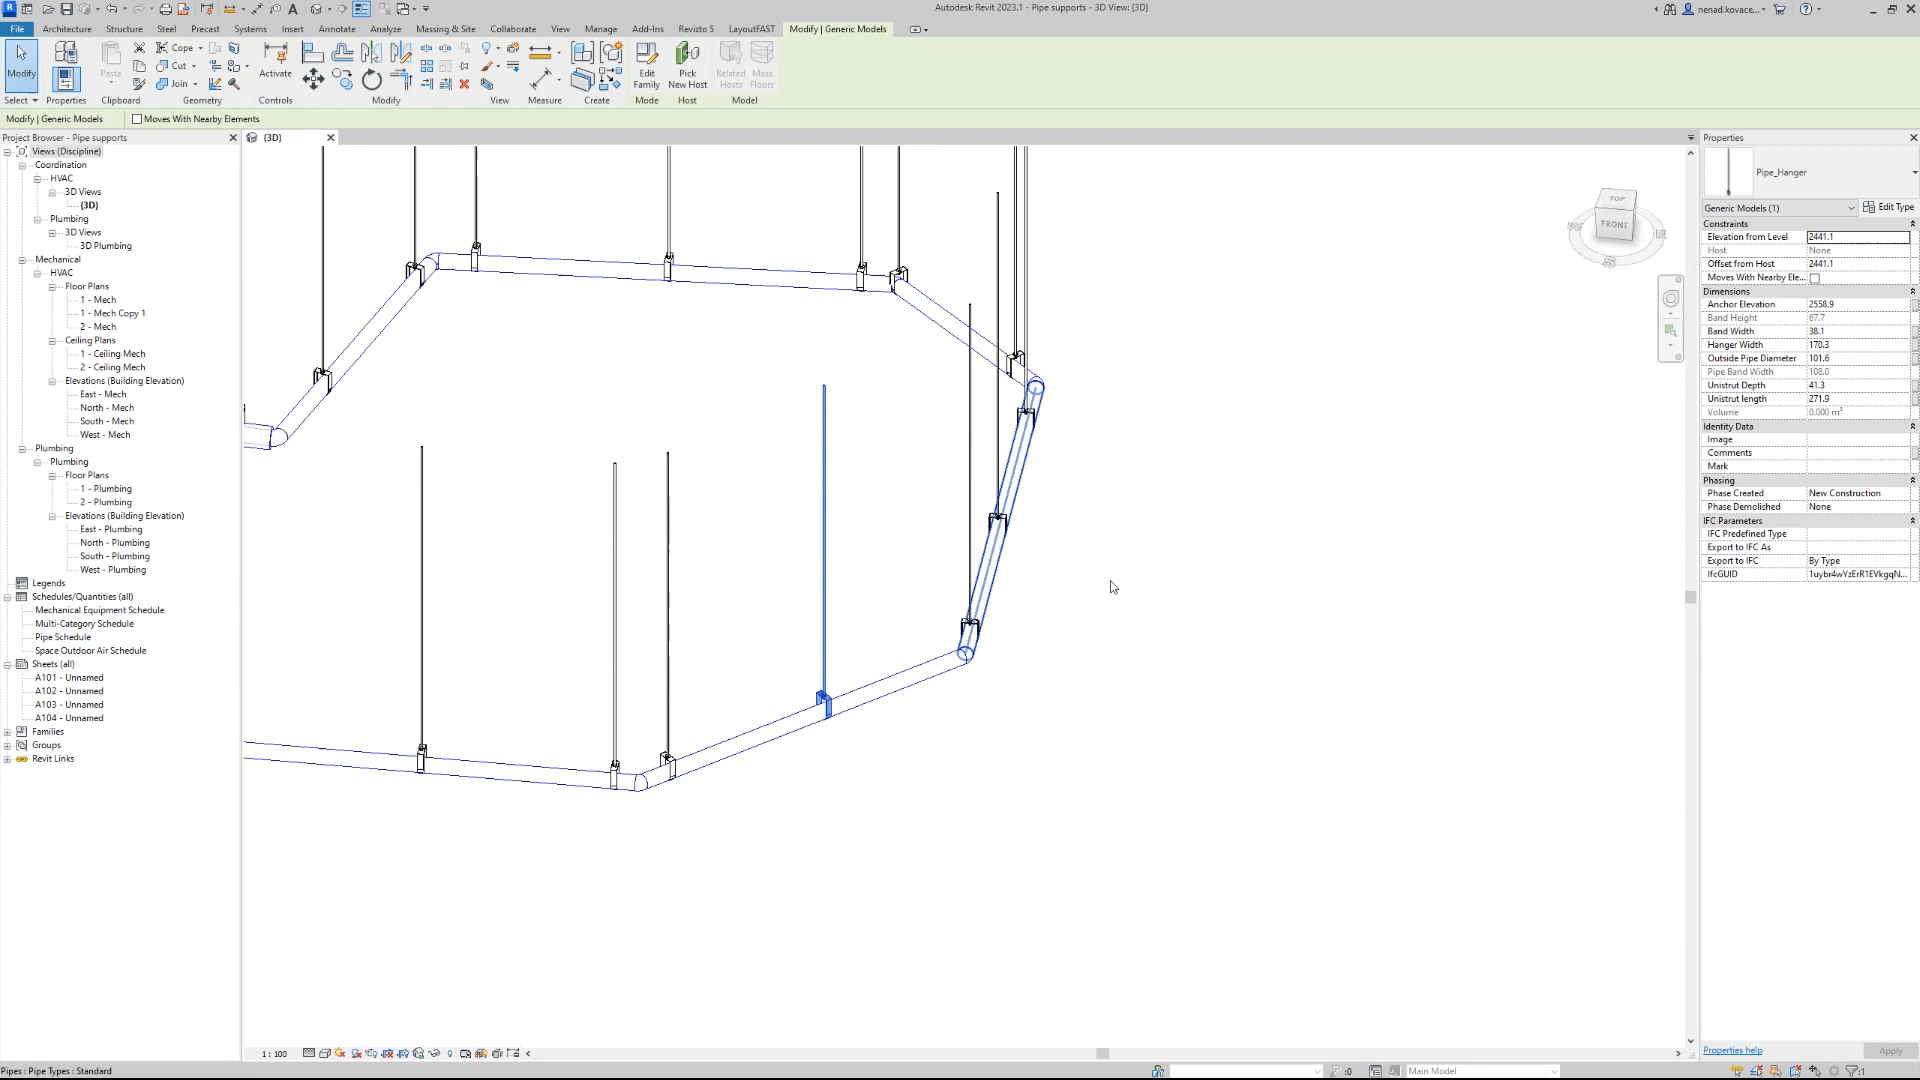 Autodesk Revit 2023.1 - Pipe supports - 3D View: {3D}
nenad.kovace...
File Architecture Structure Steel Precast Systems Insert Annotate Analyze Massing & Site Collaborate View Manage Add-Ins Revizto 5 LayoutFAST Modify | Generic Models
Modify
Paste
Cope
Cut
Join
Activate
Edit Family
Pick New Host
Related Hosts
Mass Floors
Select Properties Clipboard Geometry Controls Modify View Measure Create Mode Host Model
Modify | Generic Models Moves With Nearby Elements
Project Browser - Pipe supports
Views (Discipline)
Coordination
HVAC
3D Views
{3D}
Plumbing
3D Views
3D Plumbing
Mechanical
HVAC
Floor Plans
1 - Mech
1 - Mech Copy 1
2 - Mech
Ceiling Plans
1 - Ceiling Mech
2 - Ceiling Mech
Elevations (Building Elevation)
East - Mech
North - Mech
South - Mech
West - Mech
Plumbing
Plumbing
Floor Plans
1 - Plumbing
2 - Plumbing
Elevations (Building Elevation)
East - Plumbing
North - Plumbing
South - Plumbing
West - Plumbing
Legends
Schedules/Quantities (all)
Mechanical Equipment Schedule
Multi-Category Schedule
Pipe Schedule
Space Outdoor Air Schedule
Sheets (all)
A101 - Unnamed
A102 - Unnamed
A103 - Unnamed
A104 - Unnamed
Families
Groups
Revit Links
{3D}
TOP
FRONT
Properties
Pipe_Hanger
Generic Models (1) Edit Type
Constraints
Elevation from Level 2441.1
Host None
Offset from Host 2441.1
Moves With Nearby Ele...
Dimensions
Anchor Elevation 2558.9
Band Height 67.7
Band Width 38.1
Hanger Width 170.3
Outside Pipe Diameter 101.6
Pipe Band Width 108.0
Unistrut Depth 41.3
Unistrut length 271.9
Volume 0.000 m³
Identity Data
Image
Comments
Mark
Phasing
Phase Created New Construction
Phase Demolished None
IFC Parameters
IFC Predefined Type
Export to IFC As
Export to IFC By Type
IfcGUID 1uybr4wYzErR1EVkgqN...
Properties help Apply
1 : 100
Pipes : Pipe Types : Standard
:0
Main Model
:1